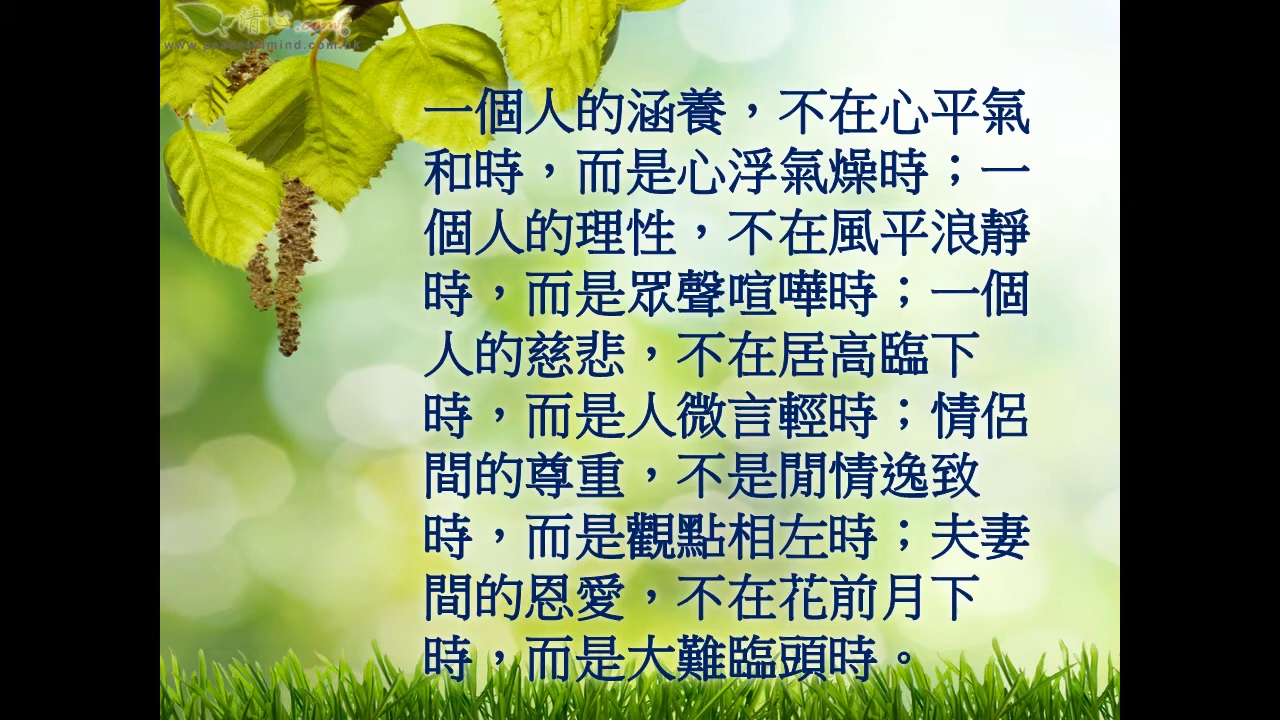 清心.com
一個人的涵養，不在心平氣
和時，而是心浮氣燥時；一
個人的理性，不在風平浪靜
時，而是眾聲喧嘩時；一個
人的慈悲，不在居高臨下
時，而是人微言輕時；情侶
間的尊重，不是閒情逸致
時，而是觀點相左時；夫妻
間的恩愛，不在花前月下
時，而是大難臨頭時。